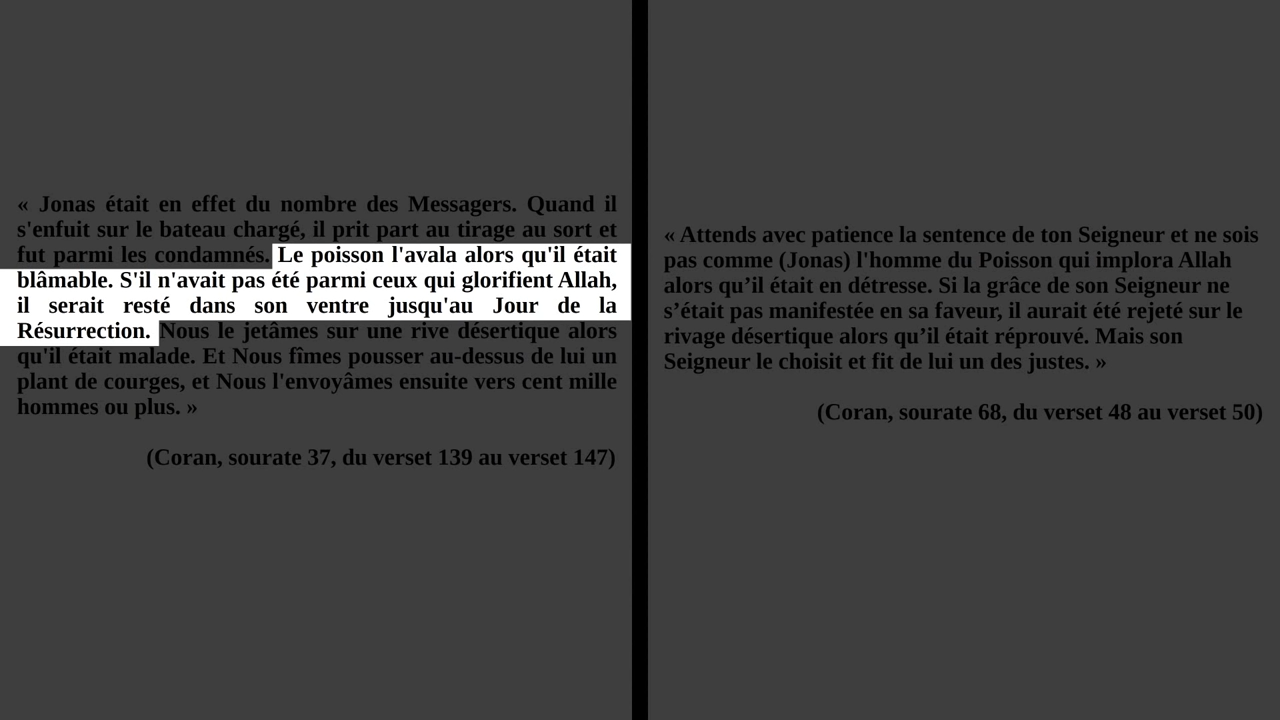 « Jonas était en effet du nombre des Messagers. Quand il
s'enfuit sur le bateau chargé, il prit part au tirage au sort et
fut parmi les condamnés. Le poisson l'avala alors qu'il était
blâmable. S'il n'avait pas été parmi ceux qui glorifient Allah,
il serait resté dans son ventre jusqu'au Jour de la
Résurrection. Nous le jetâmes sur une rive désertique alors
qu'il était malade. Et Nous fîmes pousser au-dessus de lui un
plant de courges, et Nous l'envoyâmes ensuite vers cent mille
hommes ou plus. »
(Coran, sourate 37, du verset 139 au verset 147)
« Attends avec patience la sentence de ton Seigneur et ne sois
pas comme (Jonas) l'homme du Poisson qui implora Allah
alors qu’il était en détresse. Si la grâce de son Seigneur ne
s’était pas manifestée en sa faveur, il aurait été rejeté sur le
rivage désertique alors qu’il était réprouvé. Mais son
Seigneur le choisit et fit de lui un des justes. »
(Coran, sourate 68, du verset 48 au verset 50)